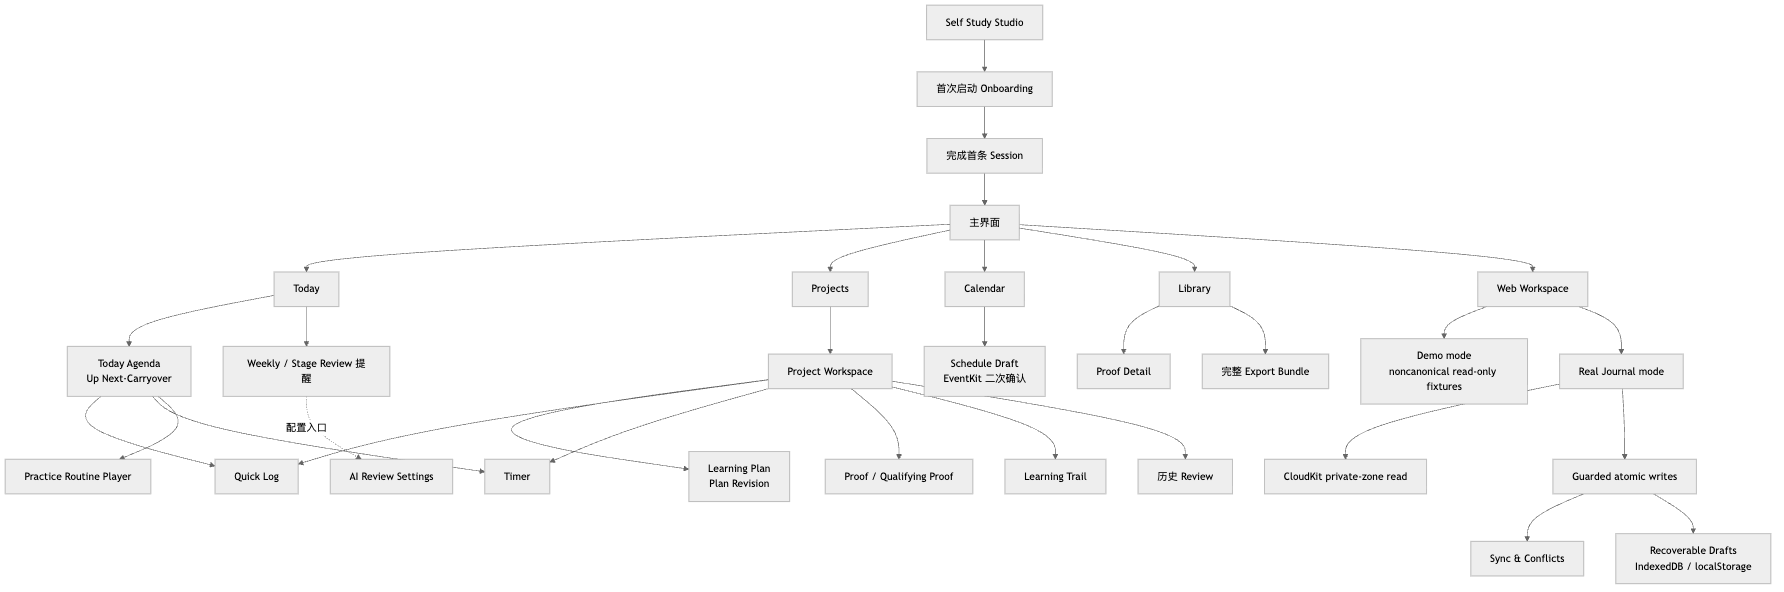 Self Study Studio
首次启动 Onboarding
完成首条 Session
主界面
Today
Projects
Calendar
Library
Web Workspace
Today Agenda
Up Next-Carryover
Weekly / Stage Review 提
醒
Project Workspace
Schedule Draft
EventKit 二次确认
Proof Detail
完整 Export Bundle
Demo mode
noncanonical read-only
fixtures
Real Journal mode
配置入口
Practice Routine Player
Quick Log
AI Review Settings
Timer
Learning Plan
Plan Revision
Proof / Qualifying Proof
Learning Trail
历史 Review
CloudKit private-zone read
Guarded atomic writes
Sync & Conflicts
Recoverable Drafts
IndexedDB / localStorage